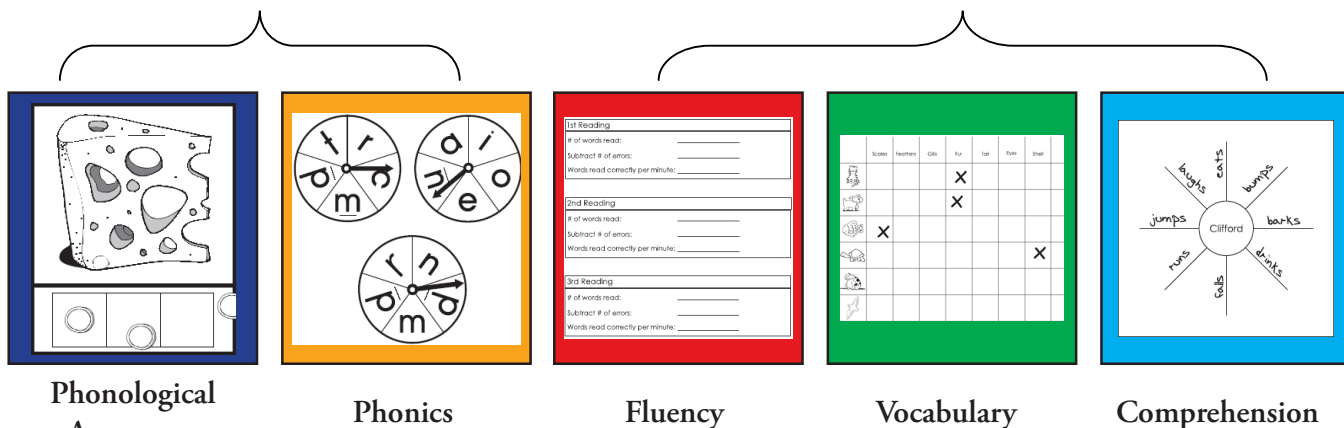 t r c m
a i o e u
r n m
1st Reading
# of words read:
Subtract # of errors:
Words read correctly per minute:
2nd Reading
# of words read:
Subtract # of errors:
Words read correctly per minute:
3rd Reading
# of words read:
Subtract # of errors:
Words read correctly per minute:
Scales Feathers Gills Fur Tail Eyes Shell
X
X
X
X
eats
bumps
barks
drinks
falls
runs
jumps
laughs
Clifford
Phonological
Phonics
Fluency
Vocabulary
Comprehension